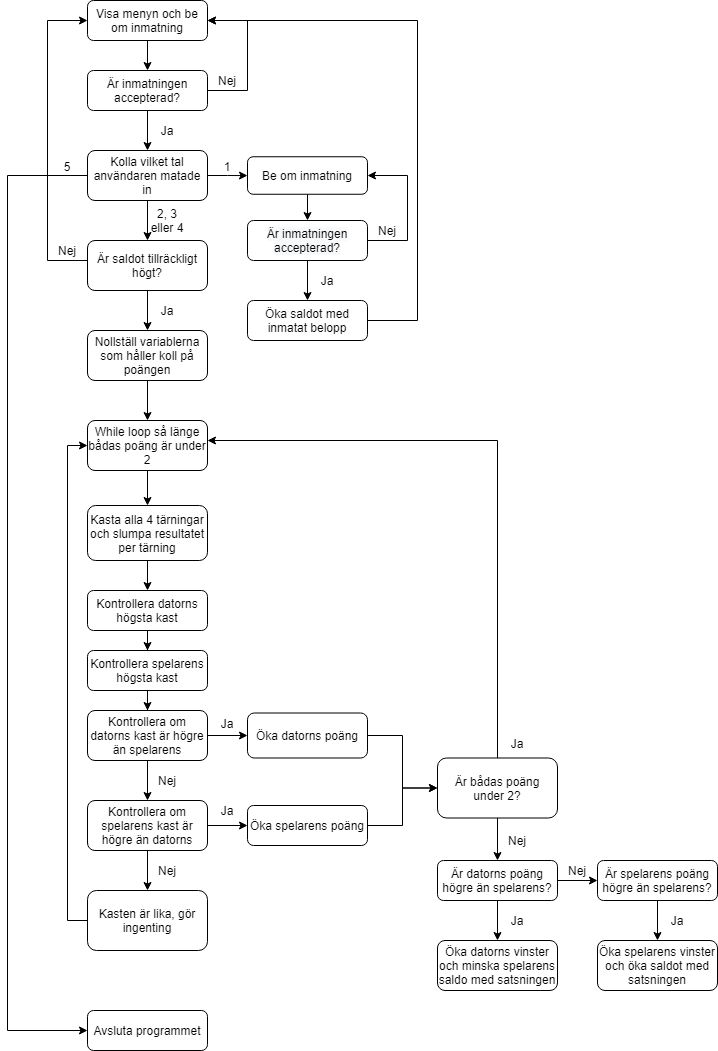 Visa menyn och be
om inmatning
Är inmatningen
accepterad?
Nej
Ja
Kolla vilket tal
användaren matade
in
5
1
Be om inmatning
2, 3
eller 4
Är inmatningen
accepterad?
Nej
Nej
Är saldot tillräckligt
högt?
Ja
Öka saldot med
inmatat belopp
Ja
Nollställ variablerna
som håller koll på
poängen
While loop så länge
bådas poäng är under
2
Kasta alla 4 tärningar
och slumpa resultatet
per tärning
Kontrollera datorns
högsta kast
Kontrollera spelarens
högsta kast
Kontrollera om
datorns kast är högre
än spelarens
Ja
Öka datorns poäng
Ja
Är bådas poäng
under 2?
Nej
Kontrollera om
spelarens kast är
högre än datorns
Ja
Öka spelarens poäng
Nej
Nej
Är datorns poäng
högre än spelarens?
Nej
Är spelarens poäng
högre än spelarens?
Kasten är lika, gör
ingenting
Ja
Ja
Öka datorns vinster
och minska spelarens
saldo med satsningen
Öka spelarens vinster
och öka saldot med
satsningen
Avsluta programmet